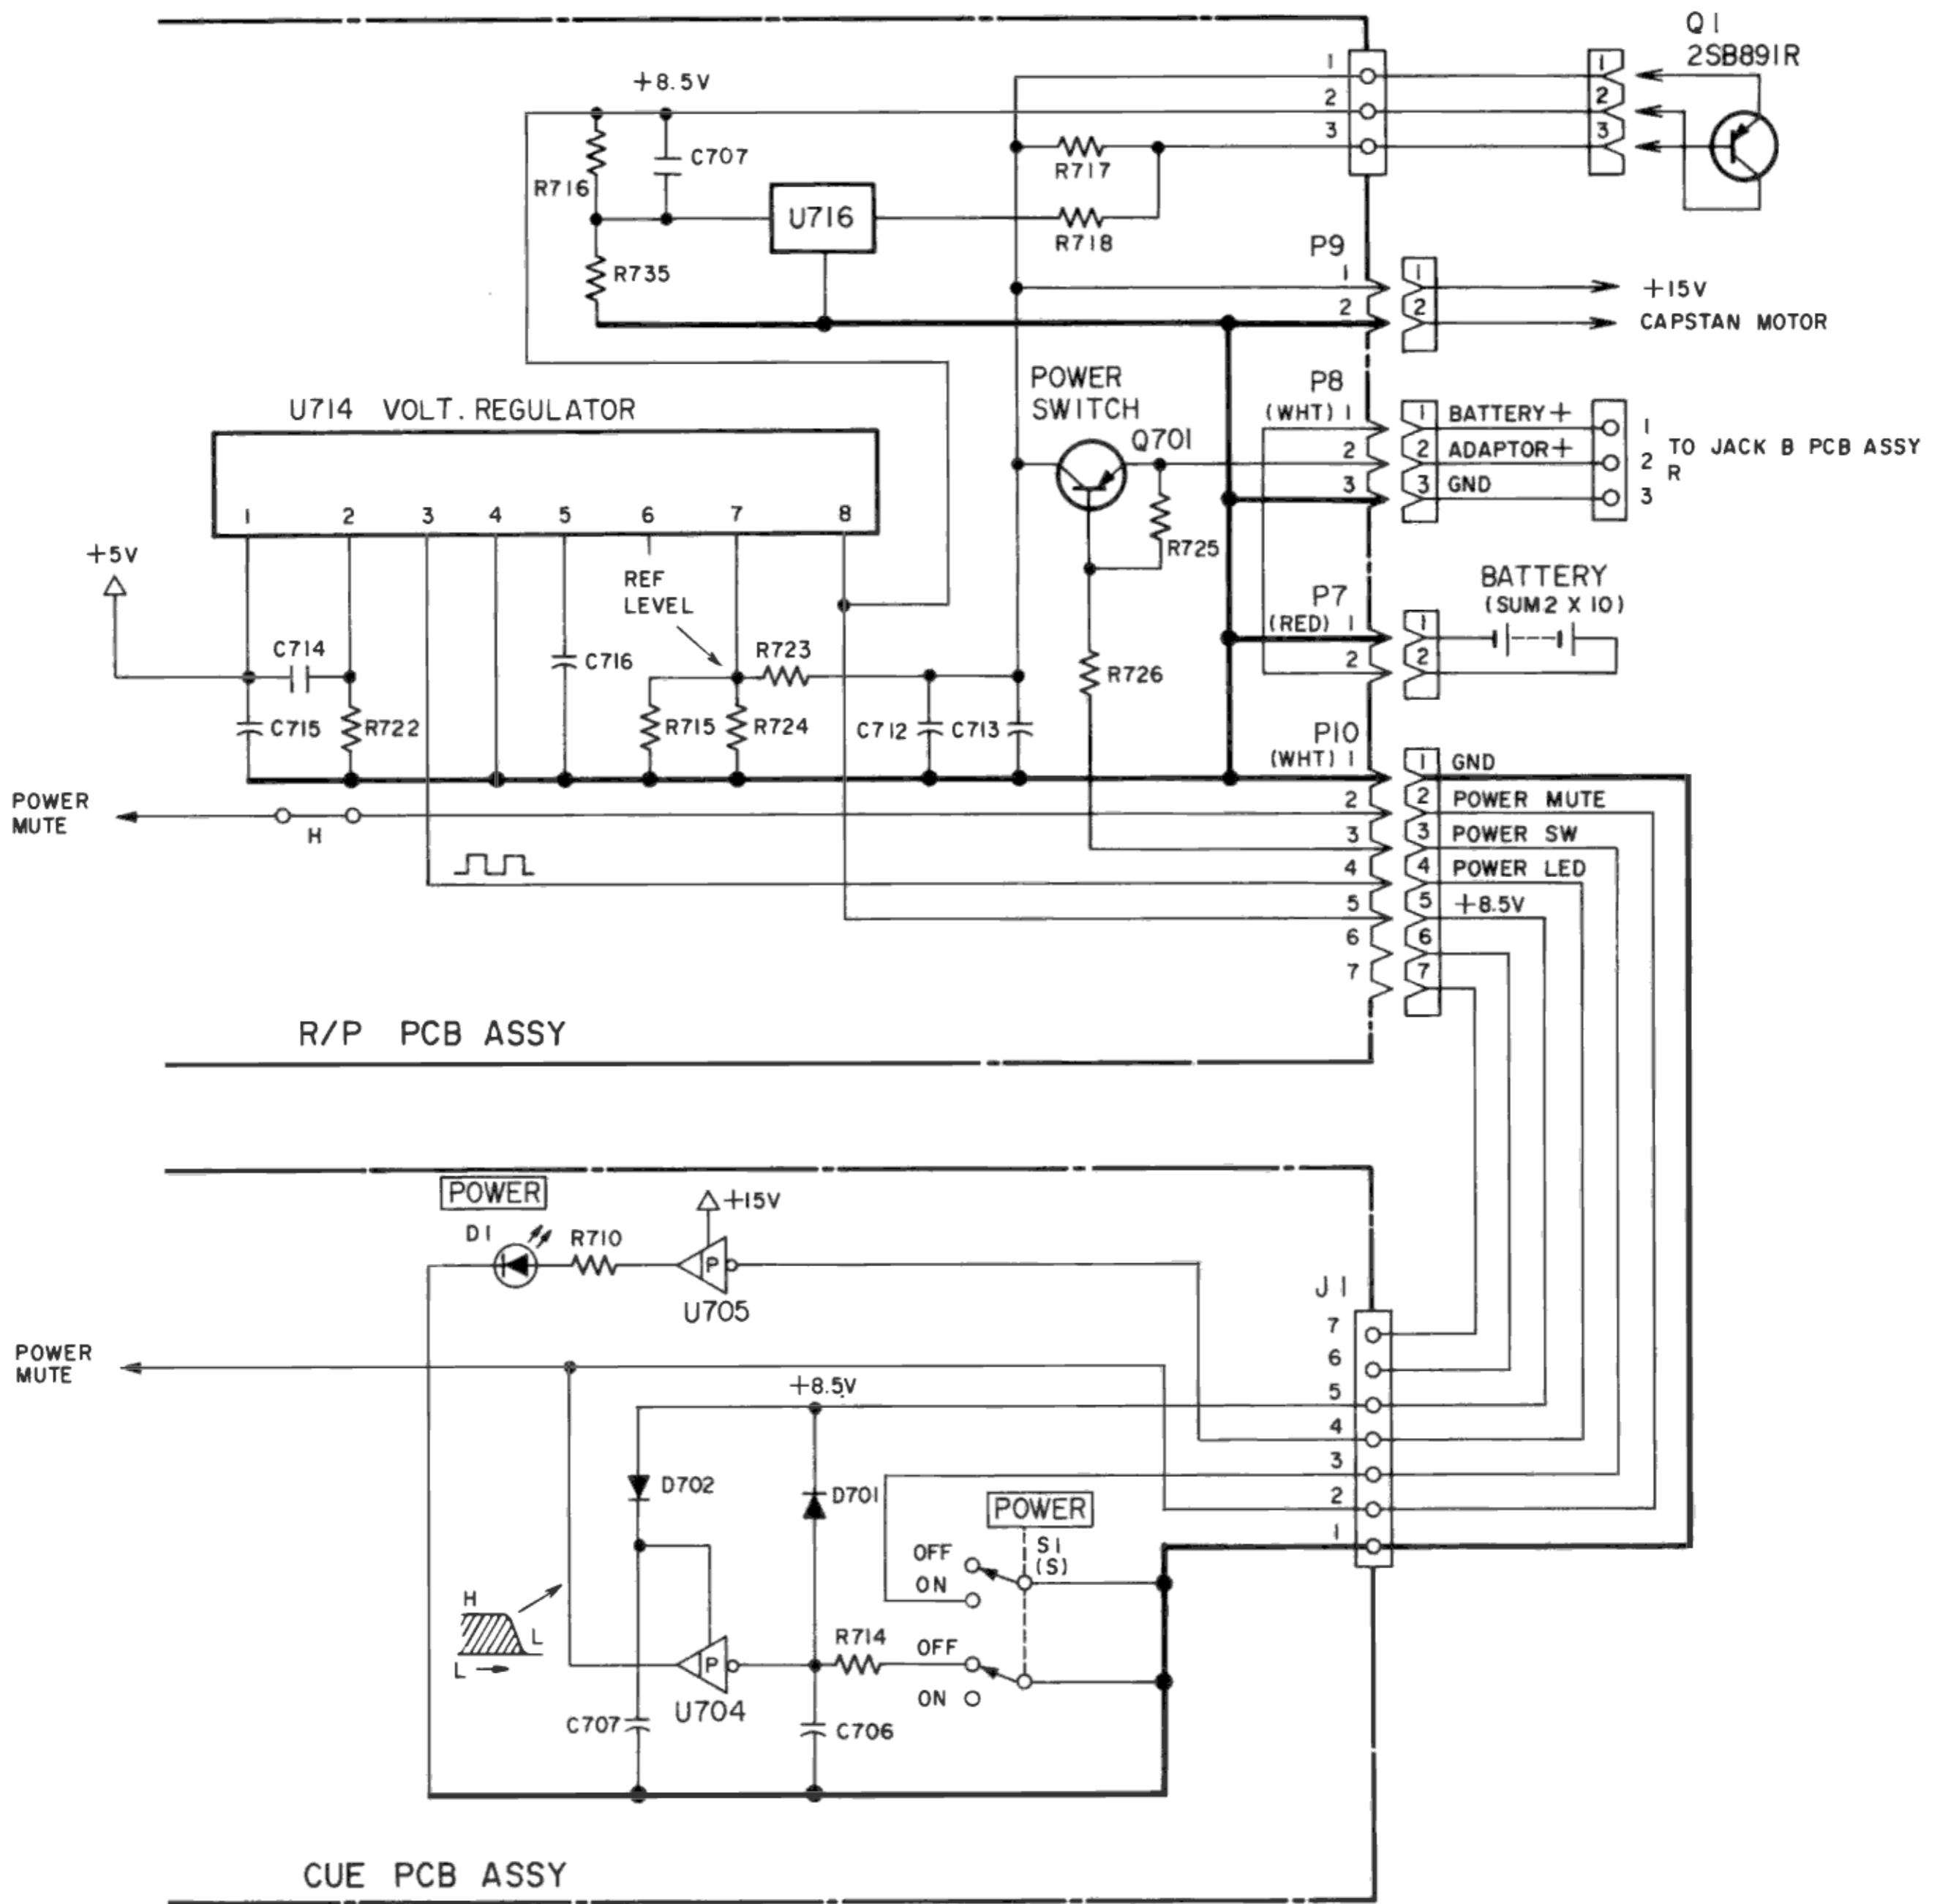 Q1
2SB891R
+8.5V
1
2
3
1
2
3
C707
R716
R717
U716
R718
R735
P9
1
2
1
2
+15V
CAPSTAN MOTOR
POWER
SWITCH
Q701
P8
(WHT) 1
2
3
1 BATTERY+
2 ADAPTOR+
3 GND
1
2
3
TO JACK B PCB ASSY
R
U714 VOLT. REGULATOR
1 2 3 4 5 6 7 8
R725
+5V
REF
LEVEL
P7
(RED) 1
2
1
2
BATTERY
(SUM2 X 10)
C714
C716
R723
R726
C715
R722
R715
R724
C712
C713
P10
(WHT) 1
2
3
4
5
6
7
1 GND
2 POWER MUTE
3 POWER SW
4 POWER LED
5 +8.5V
6
7
POWER
MUTE
H
R/P PCB ASSY
POWER
+15V
D1
R710
P
U705
J1
7
6
5
4
3
2
1
POWER
MUTE
+8.5V
D702
D701
POWER
S1
(S)
OFF
ON
H
L
L
R714
OFF
ON
P
U704
C707
C706
CUE PCB ASSY